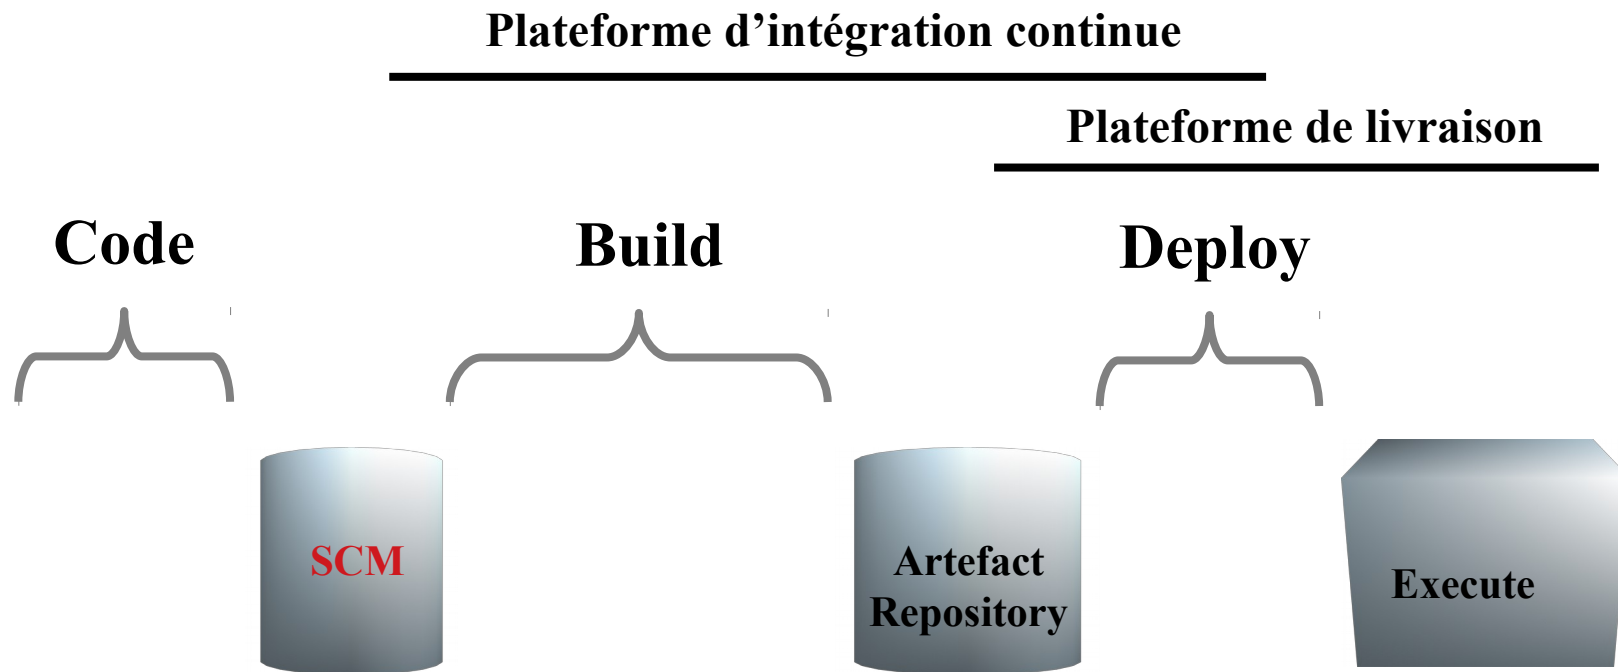 Plateforme d’intégration continue
Plateforme de livraison
Code
Build
Deploy
SCM
Artefact
Repository
Execute